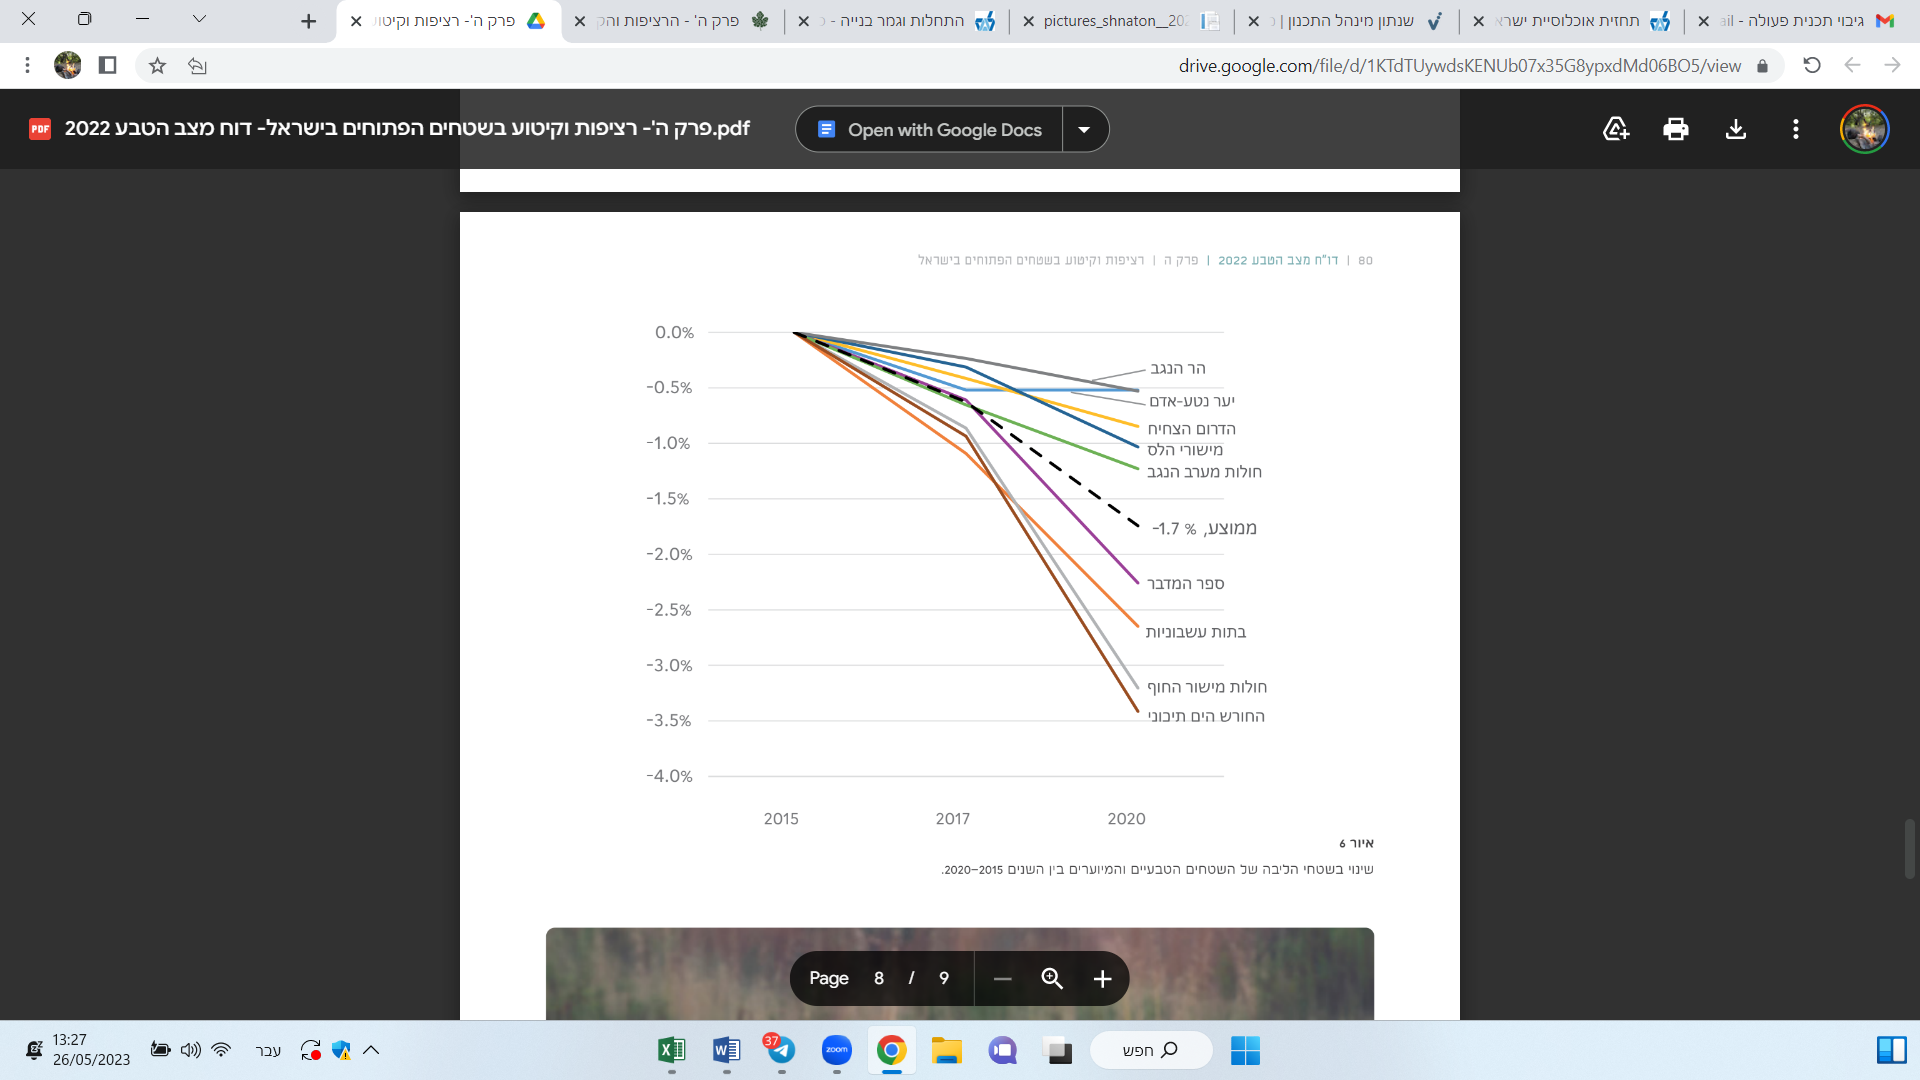 גיבוי תכנית פעולה - ail
תחזית אוכלוסיית ישרא
שנתון מינהל התכנון |
pictures_shnaton__202
התחלות וגמר בנייה -
פרק ה' - הרציפות והק
פרק ה'- רציפות וקיטוע
drive.google.com/file/d/1KTdTUywdsKENUb07x35G8ypxdMd06BO5/view
PDF
פרק ה'- רציפות וקיטוע בשטחים הפתוחים בישראל- דוח מצב הטבע 2022.pdf
Open with Google Docs
80 | דו"ח מצב הטבע 2022 | פרק ה | רציפות וקיטוע בשטחים הפתוחים בישראל
0.0%
-0.5%
-1.0%
-1.5%
-2.0%
-2.5%
-3.0%
-3.5%
-4.0%
הר הנגב
יער נטע-אדם
הדרום הצחיח
מישורי הלס
חולות מערב הנגב
ממוצע, % 1.7-
ספר המדבר
בתות עשבוניות
חולות מישור החוף
החורש הים תיכוני
2015 2017 2020
איור 6
שינוי בשטחי הליבה של השטחים הטבעיים והמיוערים בין השנים 2015–2020.
Page 8 / 9
13:27
26/05/2023
עבר
37
zoom
חפש